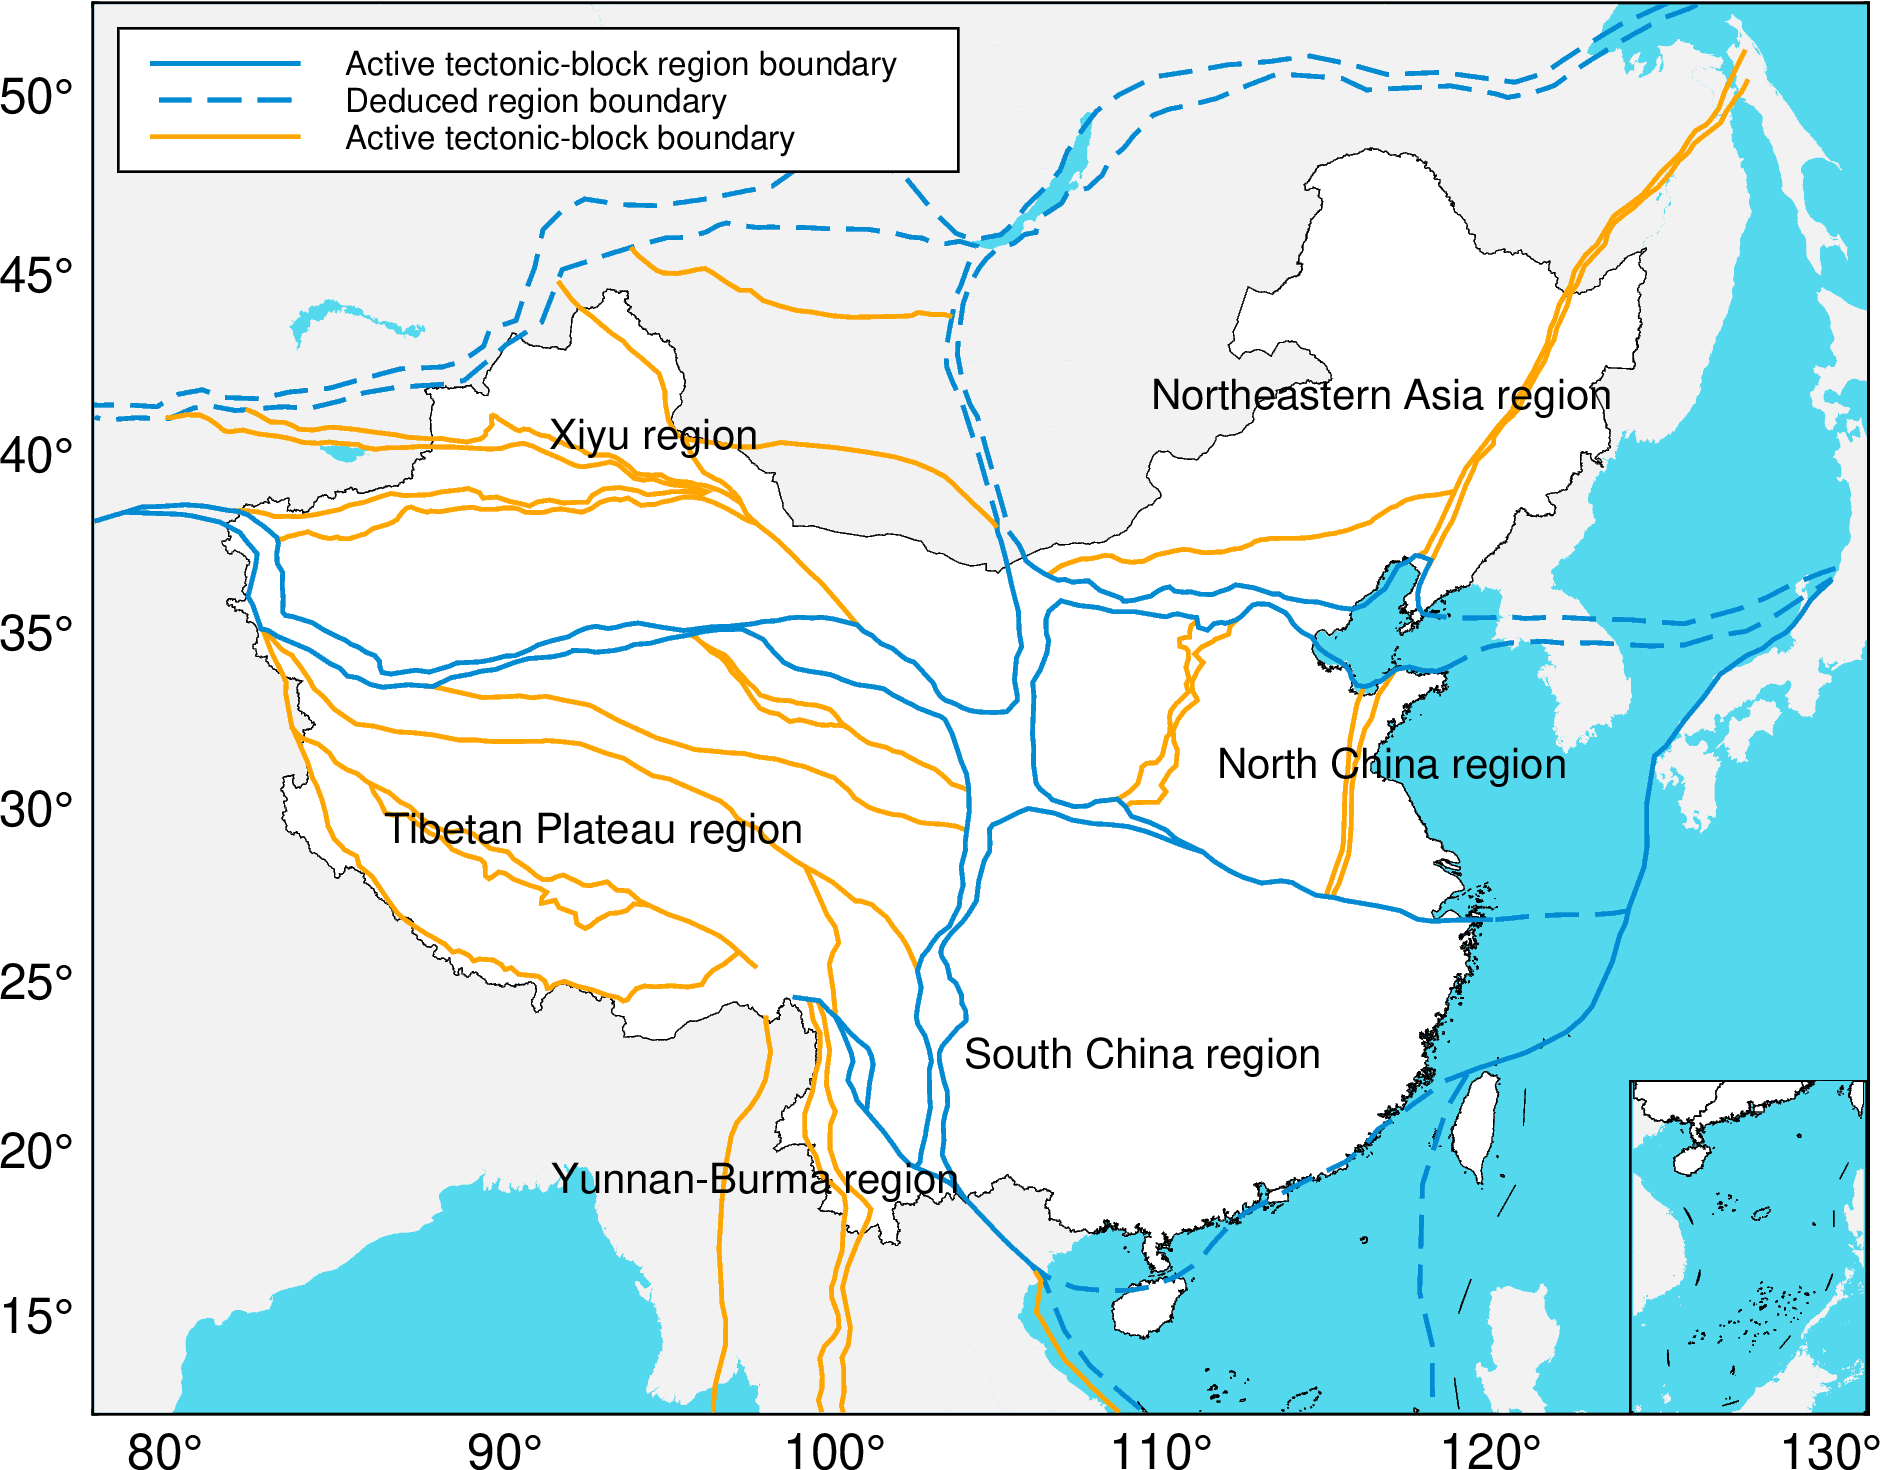 Active tectonic-block region boundary
Deduced region boundary
Active tectonic-block boundary
50°
45°
40°
35°
30°
25°
20°
15°
Northeastern Asia region
Xiyu region
North China region
Tibetan Plateau region
South China region
Yunnan-Burma region
80°
90°
100°
110°
120°
130°